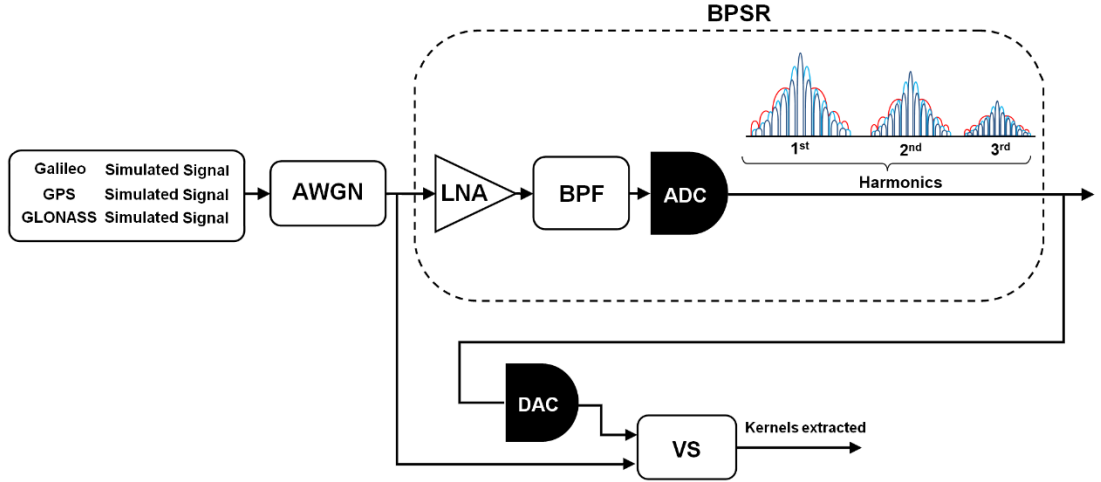 BPSR
1st 2nd 3rd
Harmonics
Galileo Simulated Signal
GPS Simulated Signal
GLONASS Simulated Signal
AWGN
LNA
BPF
ADC
DAC
VS
Kernels extracted